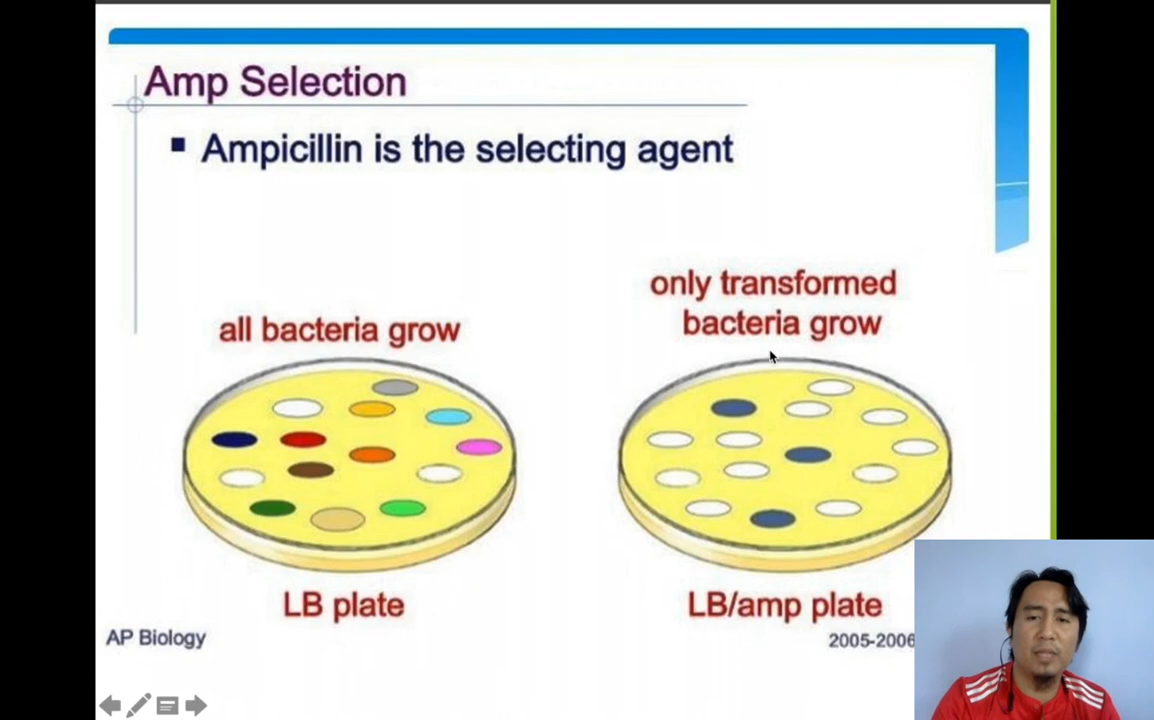 Amp Selection
Ampicillin is the selecting agent
all bacteria grow
only transformed
bacteria grow
LB plate
LB/amp plate
AP Biology
2005-2006